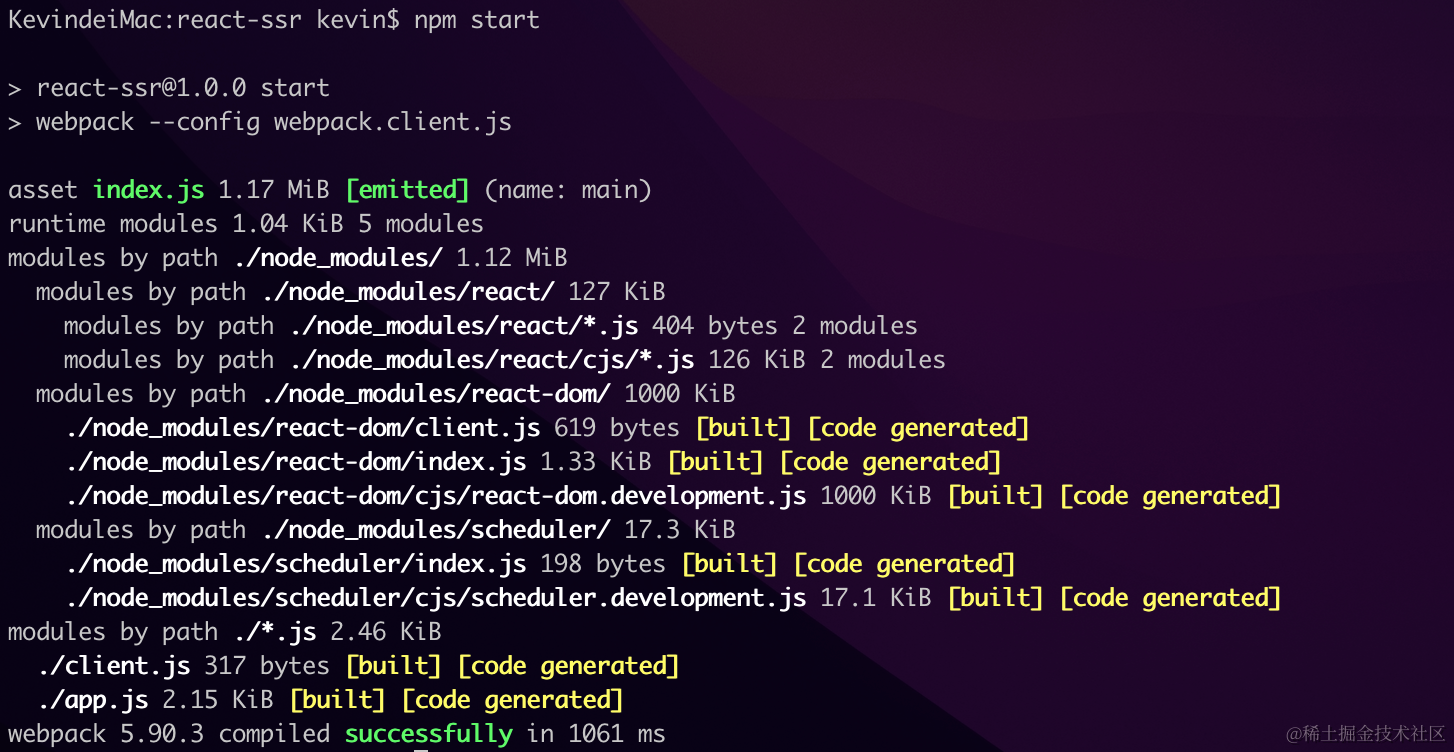 KevindeiMac:react-ssr kevin$ npm start
> react-ssr@1.0.0 start
> webpack --config webpack.client.js
asset index.js 1.17 MiB [emitted] (name: main)
runtime modules 1.04 KiB 5 modules
modules by path ./node_modules/ 1.12 MiB
modules by path ./node_modules/react/ 127 KiB
modules by path ./node_modules/react/*.js 404 bytes 2 modules
modules by path ./node_modules/react/cjs/*.js 126 KiB 2 modules
modules by path ./node_modules/react-dom/ 1000 KiB
./node_modules/react-dom/client.js 619 bytes [built] [code generated]
./node_modules/react-dom/index.js 1.33 KiB [built] [code generated]
./node_modules/react-dom/cjs/react-dom.development.js 1000 KiB [built] [code generated]
modules by path ./node_modules/scheduler/ 17.3 KiB
./node_modules/scheduler/index.js 198 bytes [built] [code generated]
./node_modules/scheduler/cjs/scheduler.development.js 17.1 KiB [built] [code generated]
modules by path ./*.js 2.46 KiB
./client.js 317 bytes [built] [code generated]
./app.js 2.15 KiB [built] [code generated]
webpack 5.90.3 compiled successfully in 1061 ms
@稀土掘金技术社区